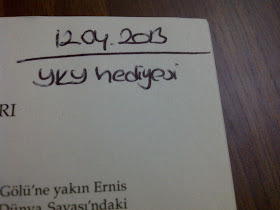 12.04.2013
YKY hediyesi
RI
Gölü'ne yakın Ernis
Dünya Savaşı'ndaki